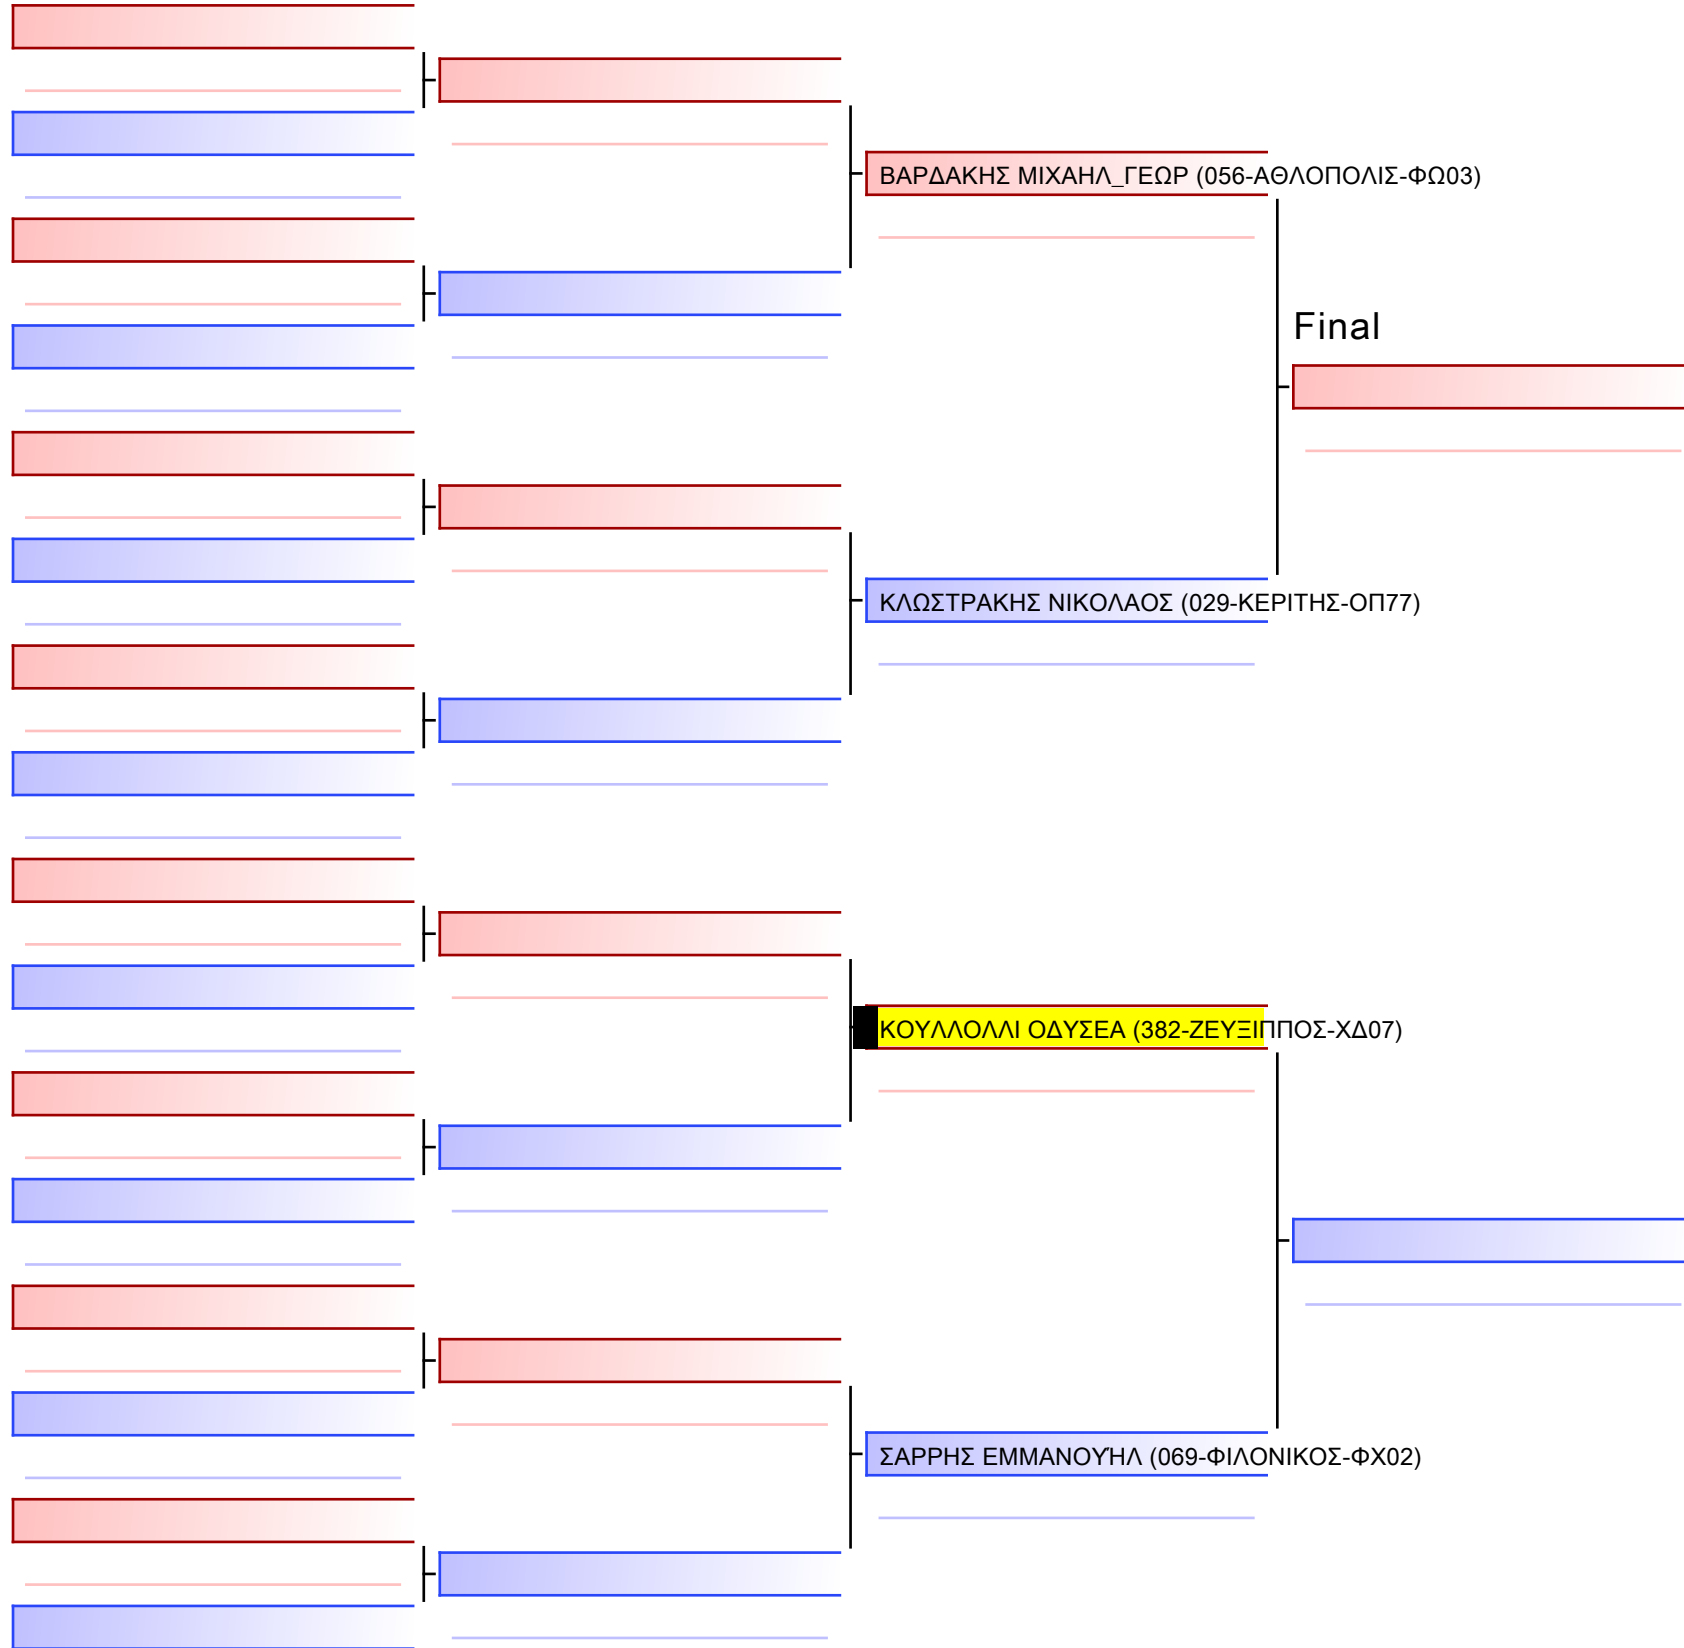 ΒΑΡΔΑΚΗΣ ΜΙΧΑΗΛ_ΓΕΩΡ (056-ΑΘΛΟΠΟΛΙΣ-ΦΩ03)
Final
ΚΛΩΣΤΡΑΚΗΣ ΝΙΚΟΛΑΟΣ (029-ΚΕΡΙΤΗΣ-ΟΠ77)
ΚΟΥΛΛΟΛΛΙ ΟΔΥΣΕΑ (382-ΖΕΥΞΙΠΠΟΣ-ΧΔ07)
ΣΑΡΡΗΣ ΕΜΜΑΝΟΥΉΛ (069-ΦΙΛΟΝΙΚΟΣ-ΦΧ02)